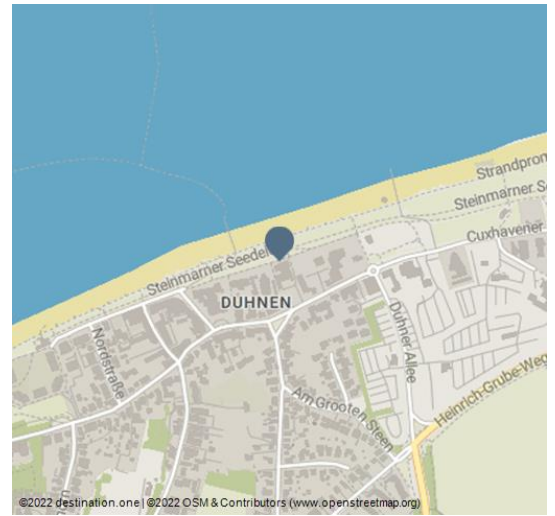 Strandprom
Steinmarner Se
Cuxhavener
Steinmarner Seedei
DUHNEN
Nordstraße
Duhner Allee
Am Grooten Steen
Heinrich-Grube-Weg
©2022 destination.one | ©2022 OSM & Contributors (www.openstreetmap.org)